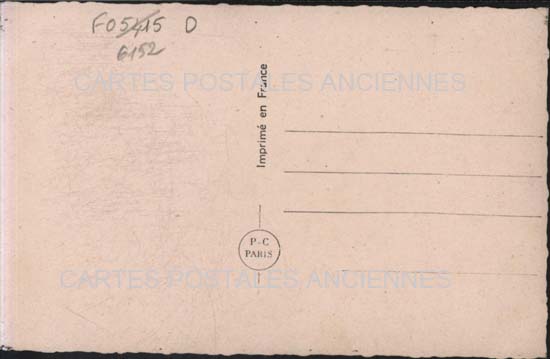 F05415 D
6152
CARTES POSTALES ANCIENNES
Imprimé en France
P-C
PARIS
CARTES POSTALES ANCIENNES